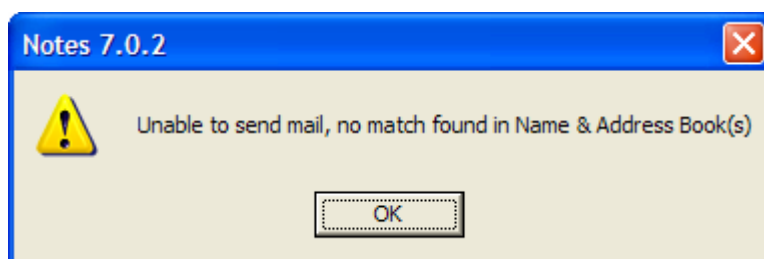 Notes 7.0.2
Unable to send mail, no match found in Name & Address Book(s)
OK